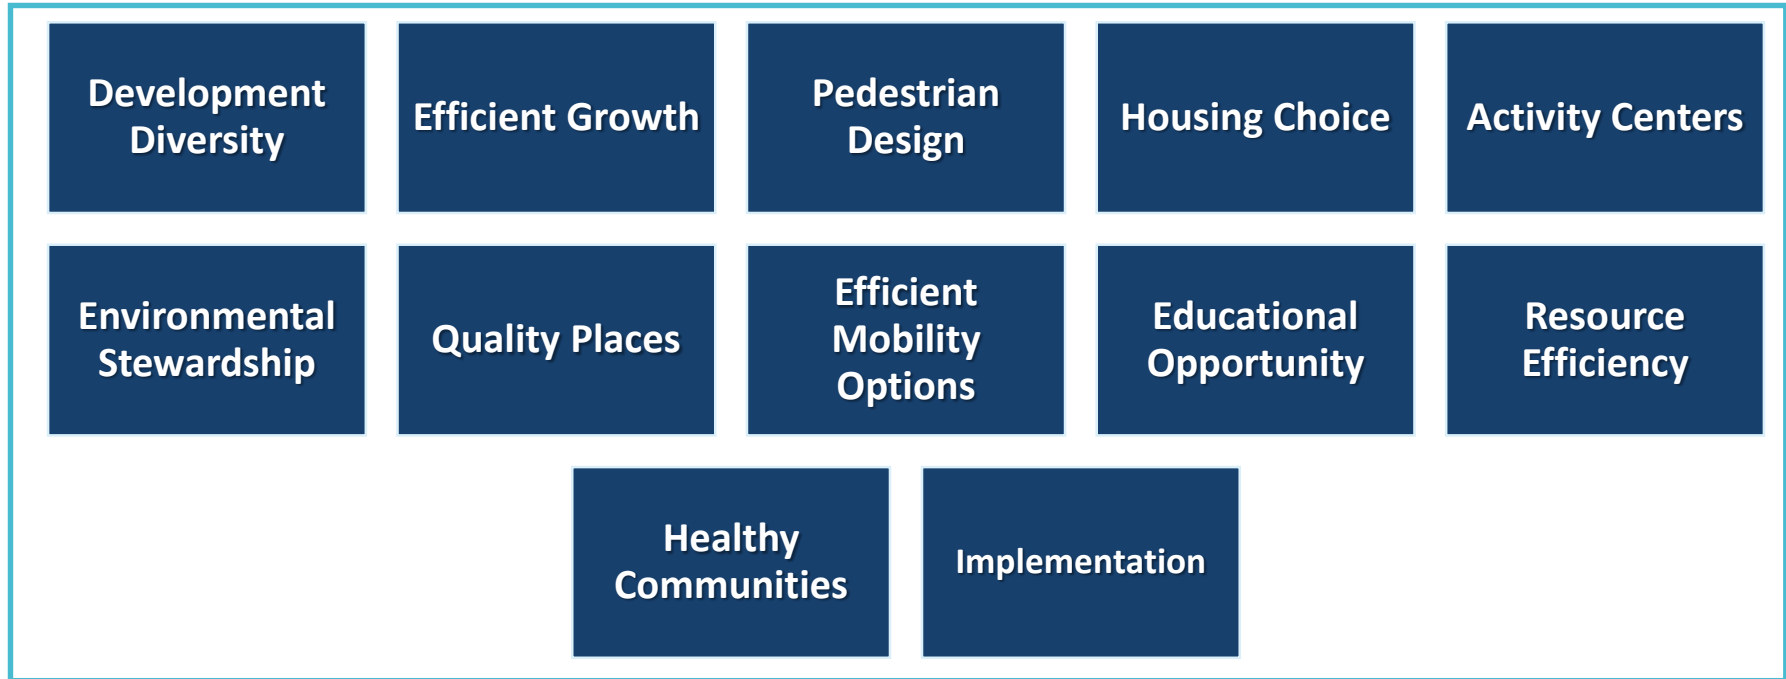 Development
Diversity
Efficient Growth
Pedestrian
Design
Housing Choice
Activity Centers
Environmental
Stewardship
Quality Places
Efficient
Mobility
Options
Educational
Opportunity
Resource
Efficiency
Healthy
Communities
Implementation